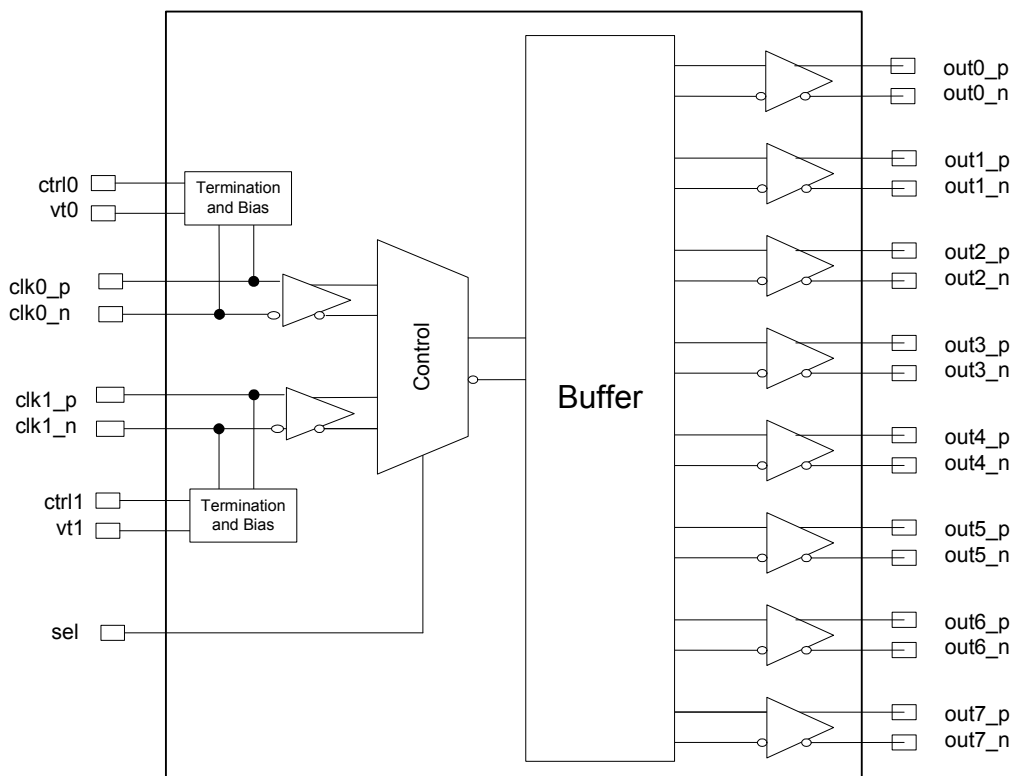 ctrl0
vt0
Termination
and Bias
clk0_p
clk0_n
clk1_p
clk1_n
ctrl1
vt1
Termination
and Bias
sel
Control
Buffer
out0_p
out0_n
out1_p
out1_n
out2_p
out2_n
out3_p
out3_n
out4_p
out4_n
out5_p
out5_n
out6_p
out6_n
out7_p
out7_n